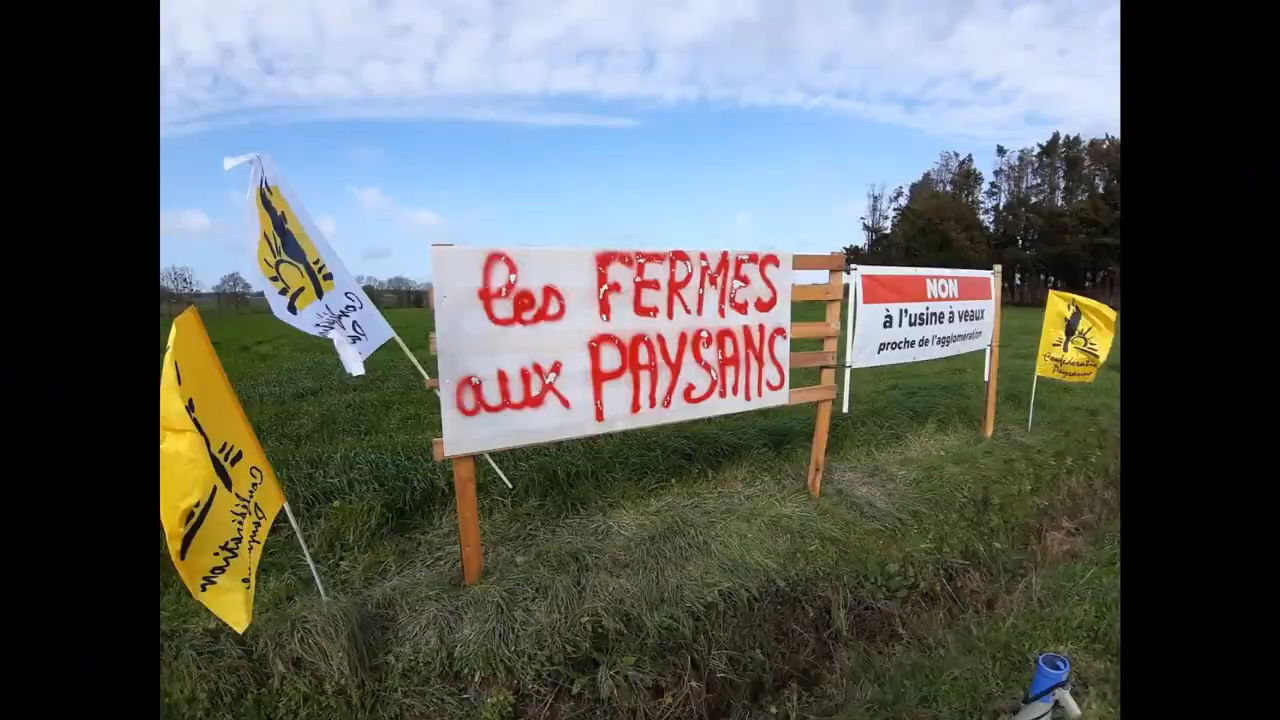 les FERMES
aux PAYSANS
NON
à l'usine à veaux
proche de l'agglomération
Confédération
Paysanne